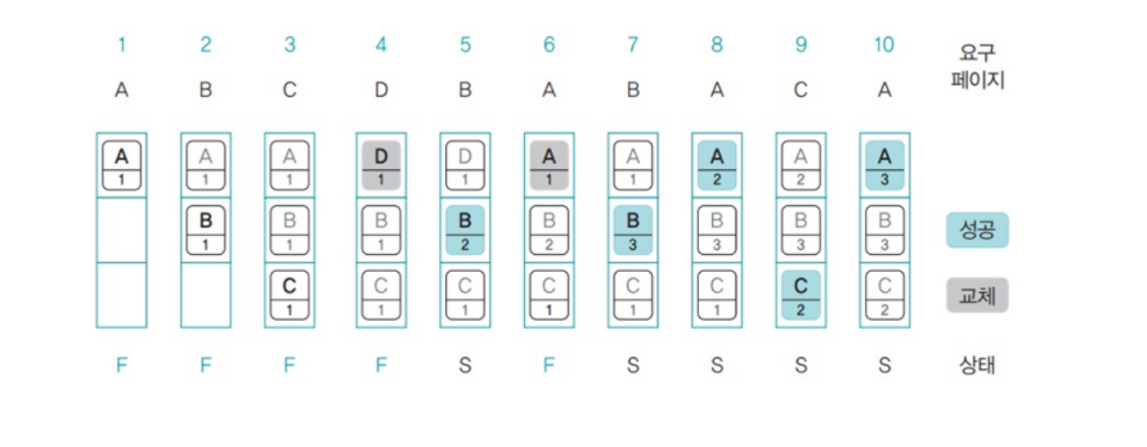 1 2 3 4 5 6 7 8 9 10 요구
A B C D B A B A C A 페이지
A A A D D A A A A A
1 1 1 1 1 1 1 2 2 3
B B B B B B B B B 성공
1 1 1 2 2 3 3 3 3
C C C C C C C C 교체
1 1 1 1 1 1 2 2
F F F F S F S S S S 상태